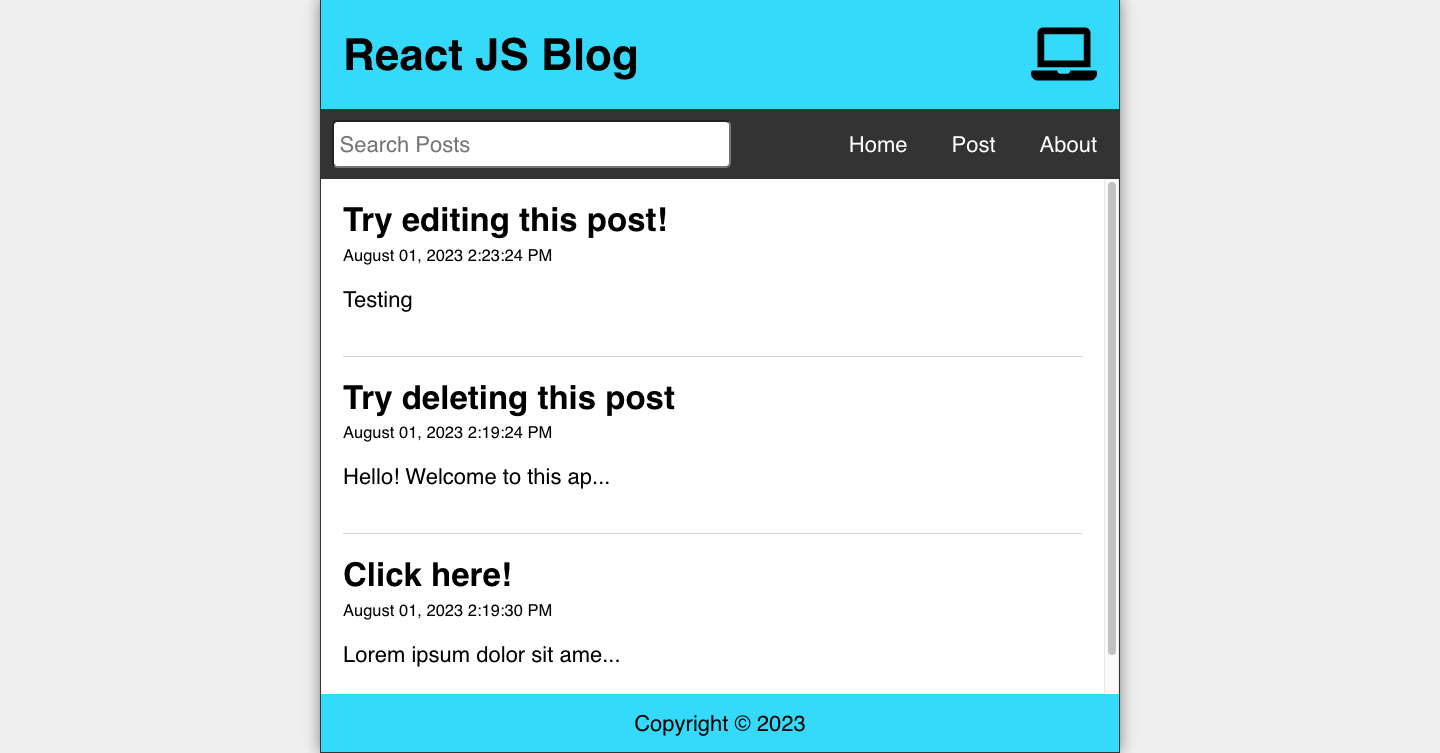 React JS Blog
Search Posts
Home Post About
Try editing this post!
August 01, 2023 2:23:24 PM
Testing
Try deleting this post
August 01, 2023 2:19:24 PM
Hello! Welcome to this ap...
Click here!
August 01, 2023 2:19:30 PM
Lorem ipsum dolor sit ame...
Copyright © 2023